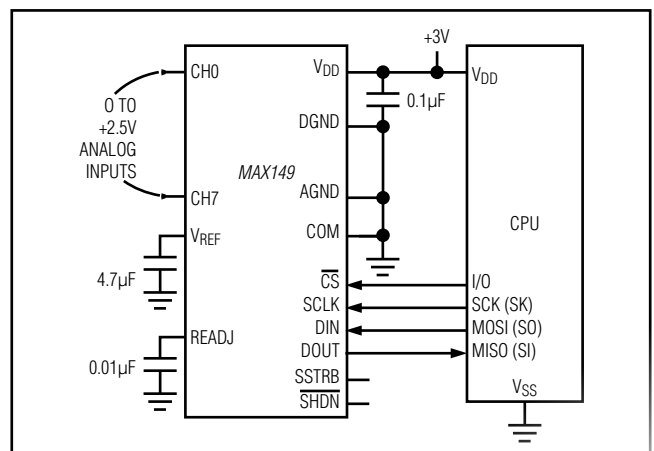 +3V
CH0
VDD
VDD
0 TO
+2.5V
ANALOG
INPUTS
0.1µF
DGND
MAX149
AGND
CH7
CPU
COM
VREF
4.7µF
CS
I/O
SCLK
SCK (SK)
DIN
MOSI (SO)
READJ
DOUT
MISO (SI)
0.01µF
SSTRB
SHDN
VSS